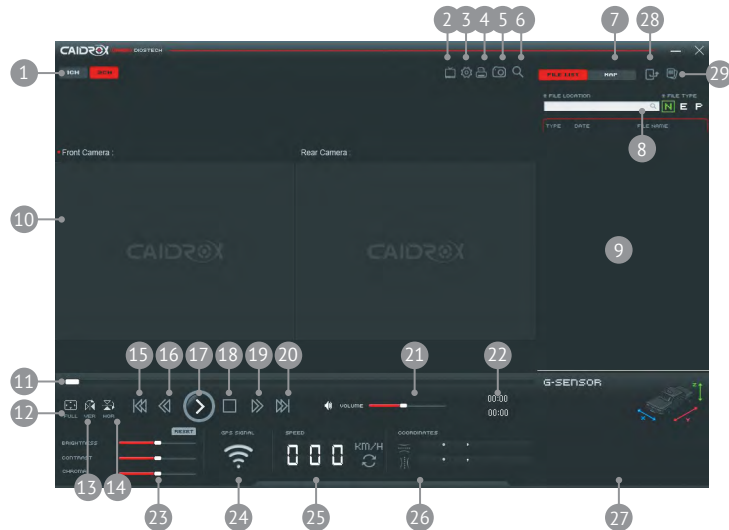 2 3 4 5 6 7 28
CAIDROX DIOSTECH
1 1CH 2CH
FILE LIST MAP
29
FILE LOCATION FILE TYPE
N E P
TYPE DATE FILE NAME
8
Front Camera : Rear Camera :
10
CAIDROX CAIDROX
9
15 16 17 18 19 20 21 22
11
12
FULL VER HOR
VOLUME
00:00
00:00
G-SENSOR
Z
X Y
RESET
BRIGHTNESS
CONTRAST
CHROMA
GPS SIGNAL
SPEED
000 KM/H
COORDINATES
13 14 23 24 25 26 27